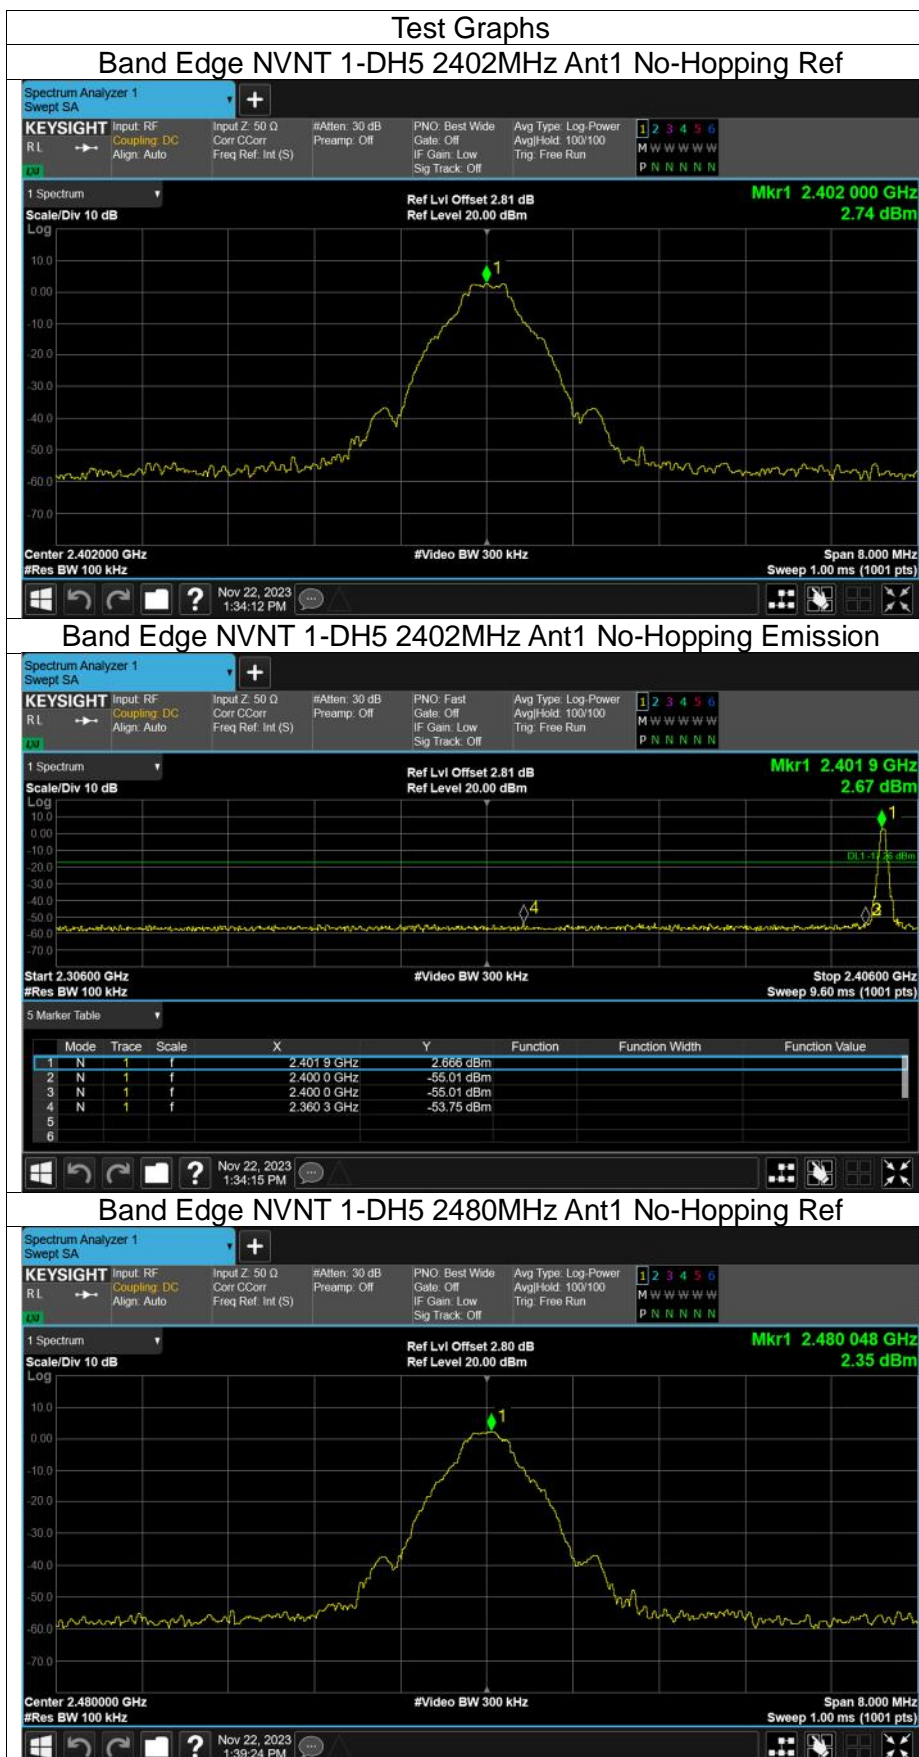 Test Graphs
Band Edge NVNT 1-DH5 2402MHz Ant1 No-Hopping Ref
Spectrum Analyzer 1
Swept SA
KEYSIGHT Input: RF Input Z: 50 Ω #Atten: 30 dB PNO: Best Wide Avg Type: Log-Power 1 2 3 4 5 6
RL Coupling: DC Corr CCorr Preamp: Off Gate: Off Avg|Hold: 100/100 M W W W W W
Align: Auto Freq Ref: Int (S) IF Gain: Low Trig: Free Run
Sig Track: Off P N N N N N
1 Spectrum Ref Lvl Offset 2.81 dB Mkr1 2.402 000 GHz
Scale/Div 10 dB Ref Level 20.00 dBm 2.74 dBm
Log
1
10.0
0.00
-10.0
-20.0
-30.0
-40.0
-50.0
-60.0
-70.0
Center 2.402000 GHz #Video BW 300 kHz Span 8.000 MHz
#Res BW 100 kHz Sweep 1.00 ms (1001 pts)
? Nov 22, 2023
1:34:12 PM
Band Edge NVNT 1-DH5 2402MHz Ant1 No-Hopping Emission
Spectrum Analyzer 1
Swept SA
KEYSIGHT Input: RF Input Z: 50 Ω #Atten: 30 dB PNO: Fast Avg Type: Log-Power 1 2 3 4 5 6
RL Coupling: DC Corr CCorr Preamp: Off Gate: Off Avg|Hold: 100/100 M W W W W W
Align: Auto Freq Ref: Int (S) IF Gain: Low Trig: Free Run
Sig Track: Off P N N N N N
1 Spectrum Ref Lvl Offset 2.81 dB Mkr1 2.401 9 GHz
Scale/Div 10 dB Ref Level 20.00 dBm 2.67 dBm
Log
10.0 1
0.00
-10.0 DL1 -17.26 dBm
-20.0
-30.0
-40.0
-50.0 4
-60.0
-70.0
Start 2.30600 GHz #Video BW 300 kHz Stop 2.40600 GHz
#Res BW 100 kHz Sweep 9.60 ms (1001 pts)
5 Marker Table
Mode Trace Scale X Y Function Function Width Function Value
1 N 1 f 2.401 9 GHz 2.666 dBm
2 N 1 f 2.400 0 GHz -55.01 dBm
3 N 1 f 2.400 0 GHz -55.01 dBm
4 N 1 f 2.360 3 GHz -53.75 dBm
5
6
? Nov 22, 2023
1:34:15 PM
Band Edge NVNT 1-DH5 2480MHz Ant1 No-Hopping Ref
Spectrum Analyzer 1
Swept SA
KEYSIGHT Input: RF Input Z: 50 Ω #Atten: 30 dB PNO: Best Wide Avg Type: Log-Power 1 2 3 4 5 6
RL Coupling: DC Corr CCorr Preamp: Off Gate: Off Avg|Hold: 100/100 M W W W W W
Align: Auto Freq Ref: Int (S) IF Gain: Low Trig: Free Run
Sig Track: Off P N N N N N
1 Spectrum Ref Lvl Offset 2.80 dB Mkr1 2.480 048 GHz
Scale/Div 10 dB Ref Level 20.00 dBm 2.35 dBm
Log
10.0 1
0.00
-10.0
-20.0
-30.0
-40.0
-50.0
-60.0
-70.0
Center 2.480000 GHz #Video BW 300 kHz Span 8.000 MHz
#Res BW 100 kHz Sweep 1.00 ms (1001 pts)
? Nov 22, 2023
1:39:24 PM